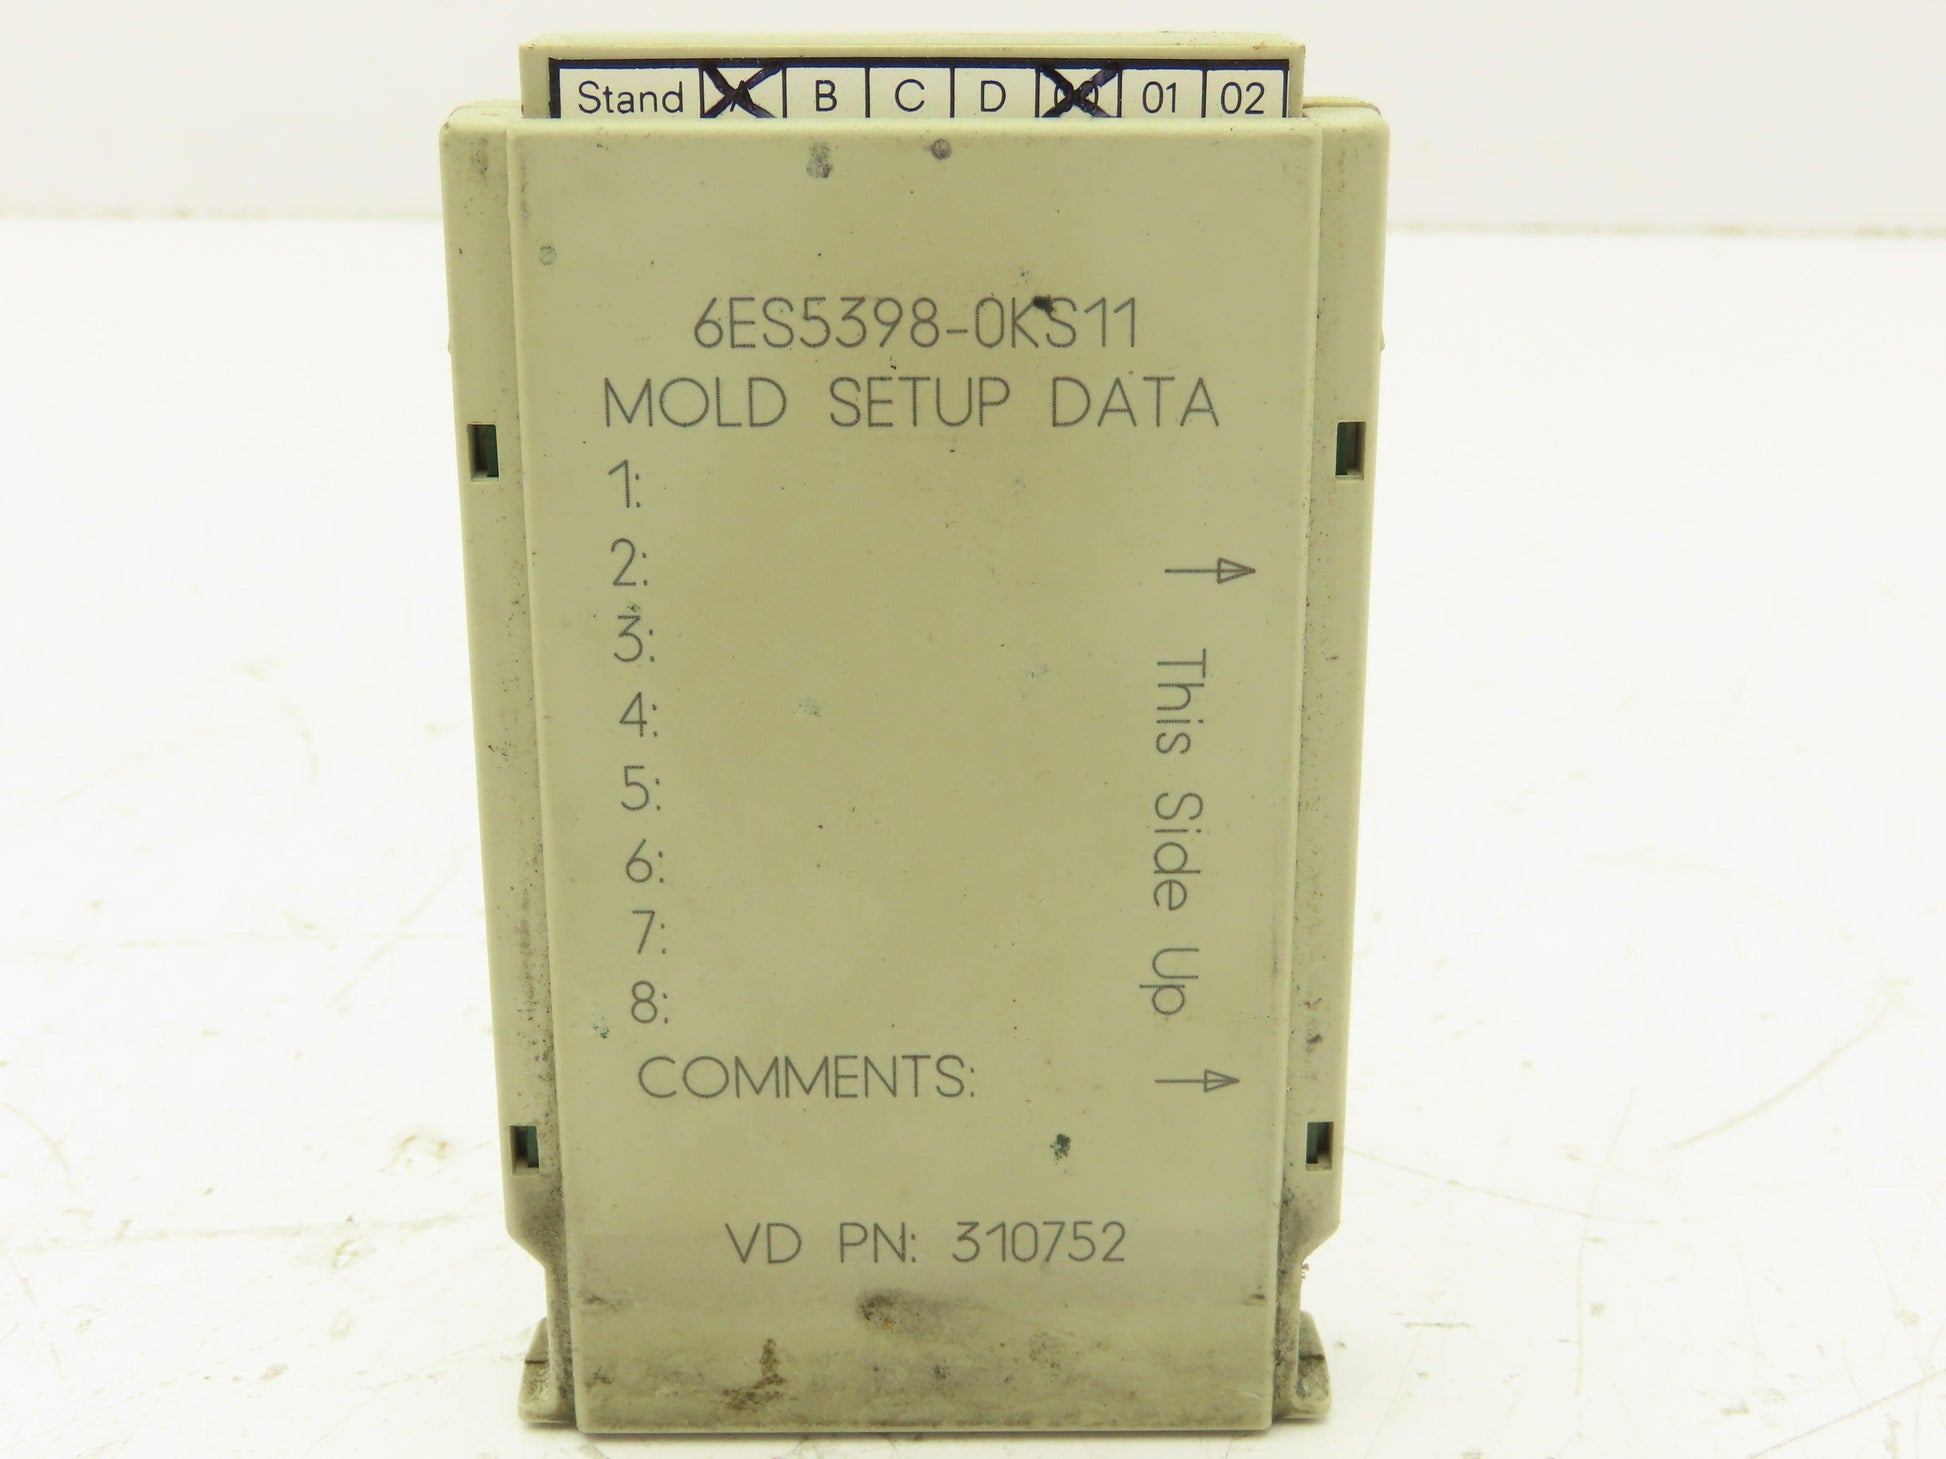 Stand A B C D 00 01 02
6ES5398-0KS11
MOLD SETUP DATA
1:
2:
3:
4:
5:
6:
7:
8:
COMMENTS:
This Side Up
VD PN: 310752